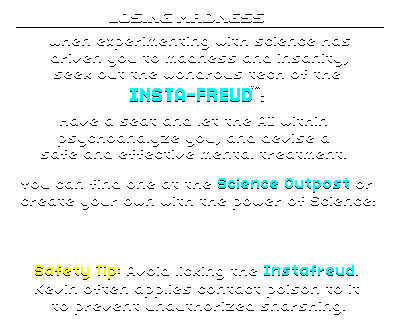 LOSING MADNESS
When experimenting with science has
driven you to madness and insanity,
seek out the wondrous tech of the
INSTA-FREUD™:
Have a seat and let the AI within
psychoanalyze you, and devise a
safe and effective mental treatment.
You can find one at the Science Outpost or
create your own with the power of Science:
Safety Tip: Avoid licking the Instafreud.
Kevin often applies contact poison to it
to prevent unauthorized snarshing.